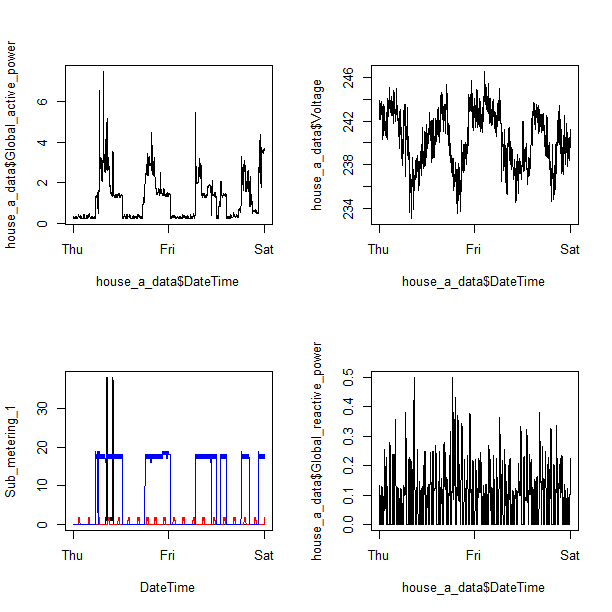 house_a_data$Global_active_power
0 2 4 6
Thu Fri Sat
house_a_data$DateTime
house_a_data$Voltage
234 238 242 246
Thu Fri Sat
house_a_data$DateTime
Sub_metering_1
0 10 20 30
Thu Fri Sat
DateTime
house_a_data$Global_reactive_power
0.0 0.1 0.2 0.3 0.4 0.5
Thu Fri Sat
house_a_data$DateTime